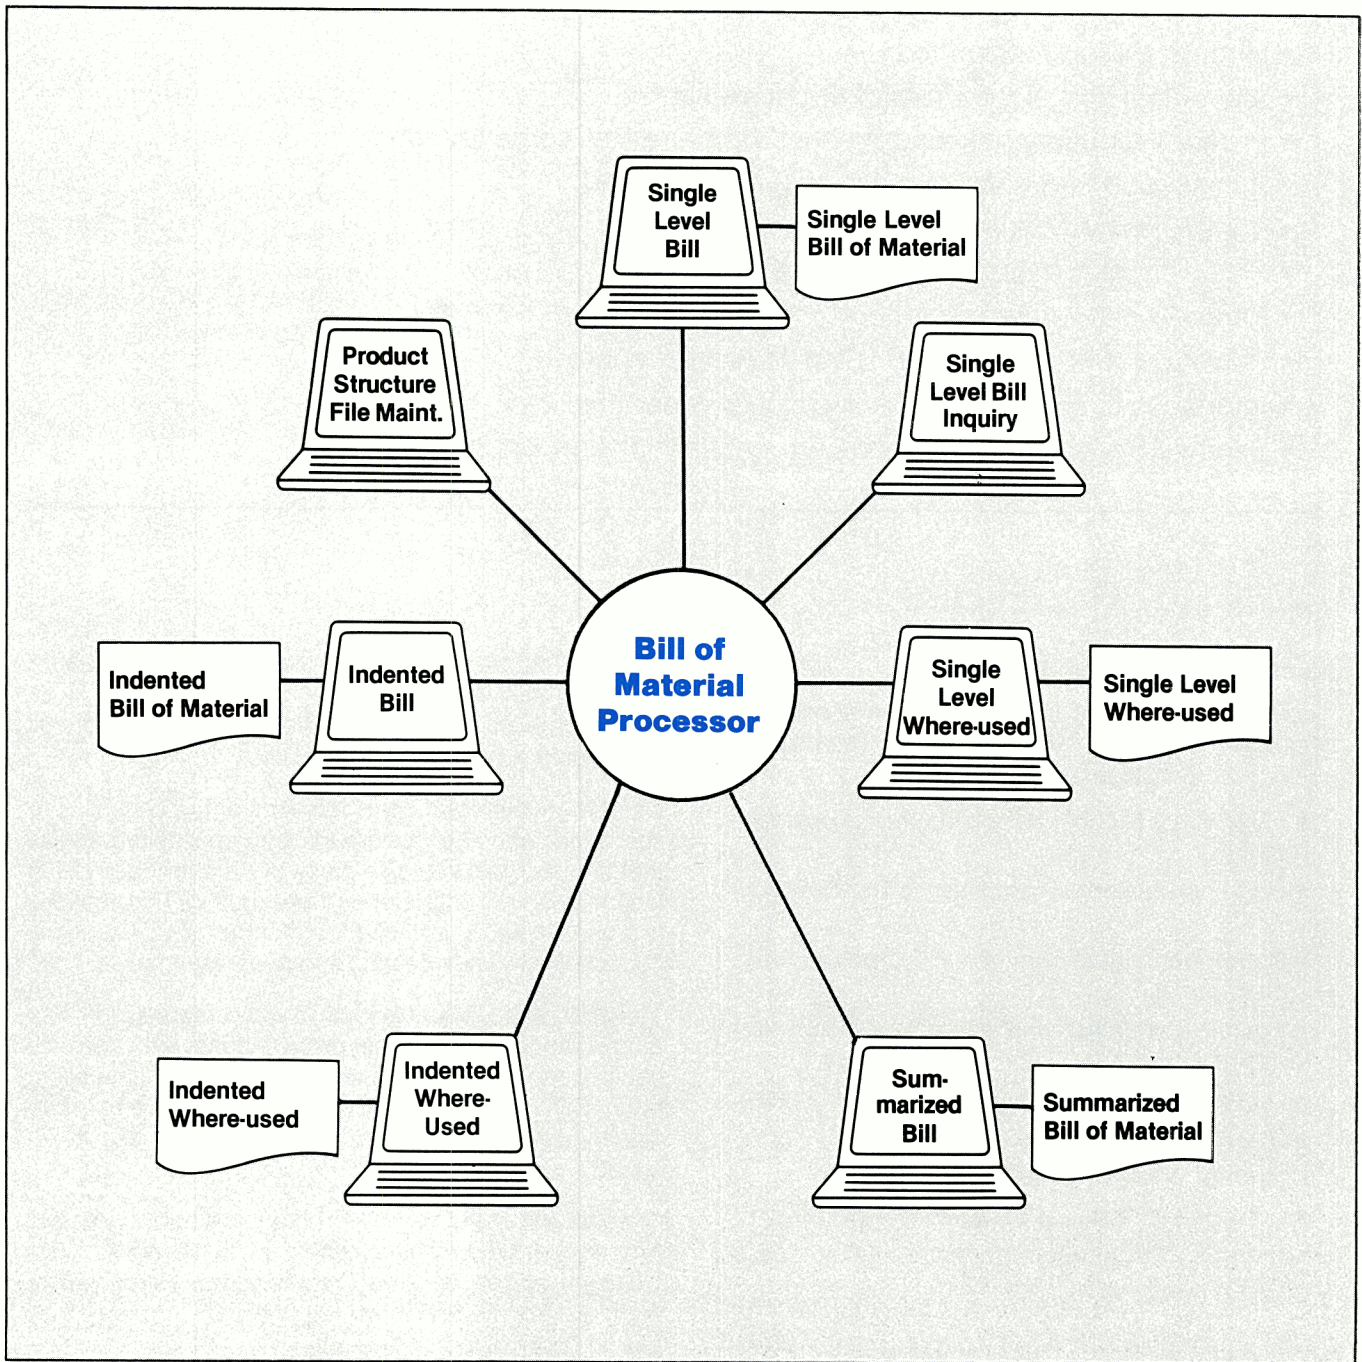 Single
Level
Bill
Single Level
Bill of Material
Product
Structure
File Maint.
Single
Level Bill
Inquiry
Bill of
Material
Processor
Indented
Bill of Material
Indented
Bill
Single
Level
Where-used
Single Level
Where-used
Indented
Where-used
Indented
Where-
Used
Sum-
marized
Bill
Summarized
Bill of Material